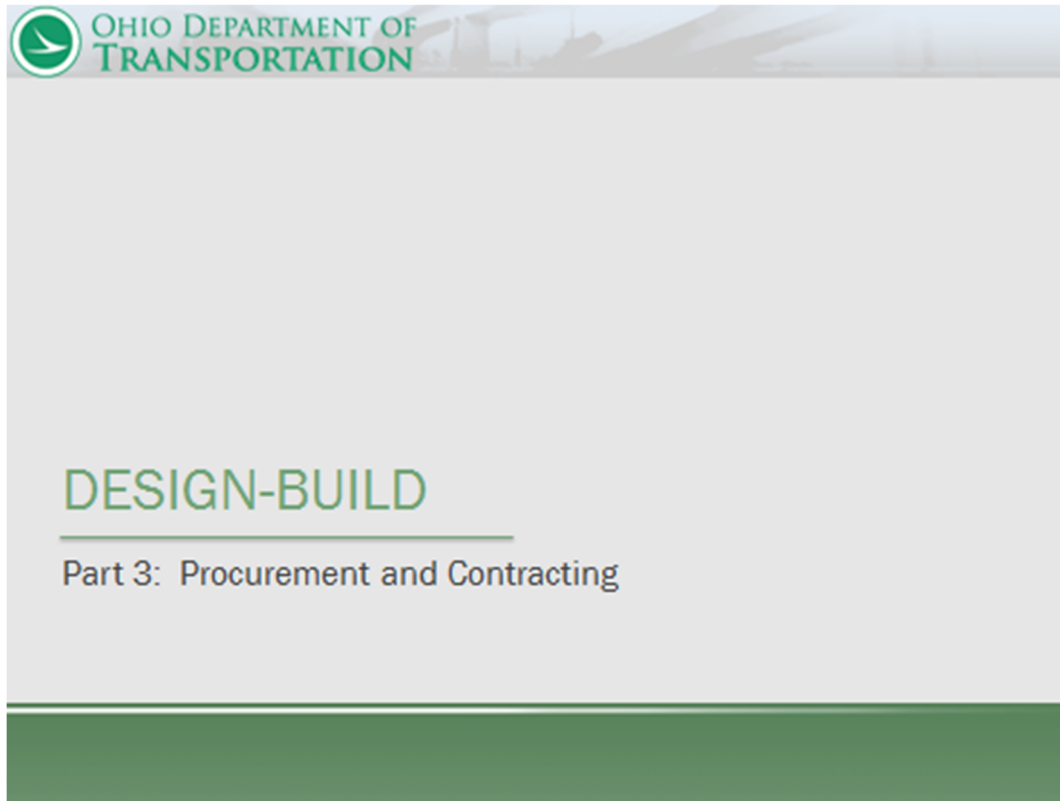 OHIO DEPARTMENT OF
TRANSPORTATION
DESIGN-BUILD
Part 3:  Procurement and Contracting